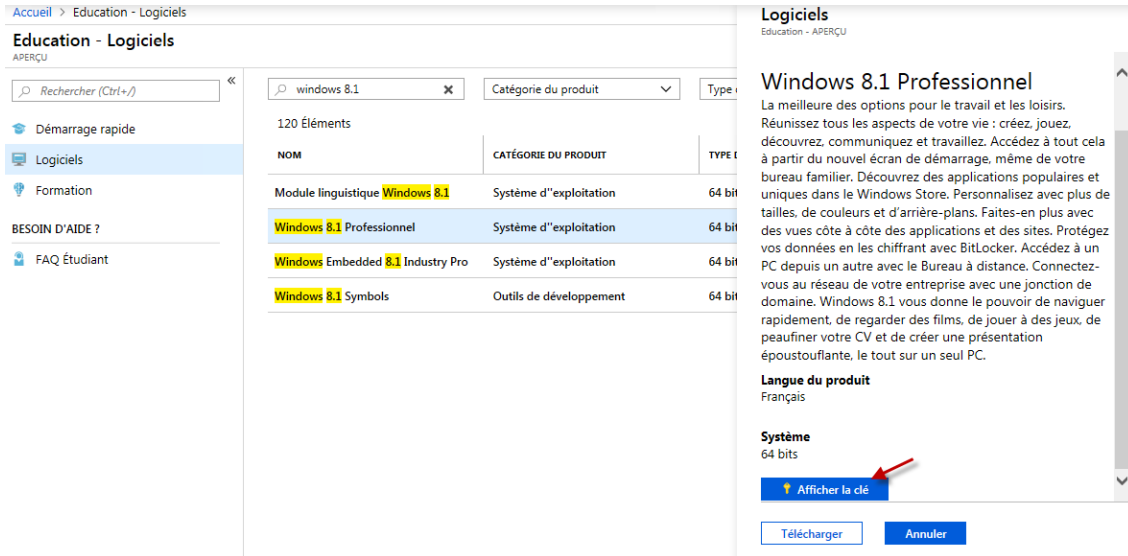 Accueil > Education - Logiciels
Education - Logiciels
APERÇU
Rechercher (Ctrl+/)
«
Démarrage rapide
Logiciels
Formation
BESOIN D'AIDE ?
FAQ Étudiant
windows 8.1
Catégorie du produit
Type
120 Éléments
NOM CATÉGORIE DU PRODUIT TYPE
Module linguistique Windows 8.1 Système d''exploitation 64 bit
Windows 8.1 Professionnel Système d''exploitation 64 bit
Windows Embedded 8.1 Industry Pro Système d''exploitation 64 bit
Windows 8.1 Symbols Outils de développement 64 bit
Logiciels
Education - APERÇU
Windows 8.1 Professionnel
La meilleure des options pour le travail et les loisirs.
Réunissez tous les aspects de votre vie : créez, jouez,
découvrez, communiquez et travaillez. Accédez à tout cela
à partir du nouvel écran de démarrage, même de votre
bureau familier. Découvrez des applications populaires et
uniques dans le Windows Store. Personnalisez avec plus de
tailles, de couleurs et d'arrière-plans. Faites-en plus avec
des vues côte à côte des applications et des sites. Protégez
vos données en les chiffrant avec BitLocker. Accédez à un
PC depuis un autre avec le Bureau à distance. Connectez-
vous au réseau de votre entreprise avec une jonction de
domaine. Windows 8.1 vous donne le pouvoir de naviguer
rapidement, de regarder des films, de jouer à des jeux, de
peaufiner votre CV et de créer une présentation
époustouflante, le tout sur un seul PC.
Langue du produit
Français
Système
64 bits
Afficher la clé
Télécharger
Annuler